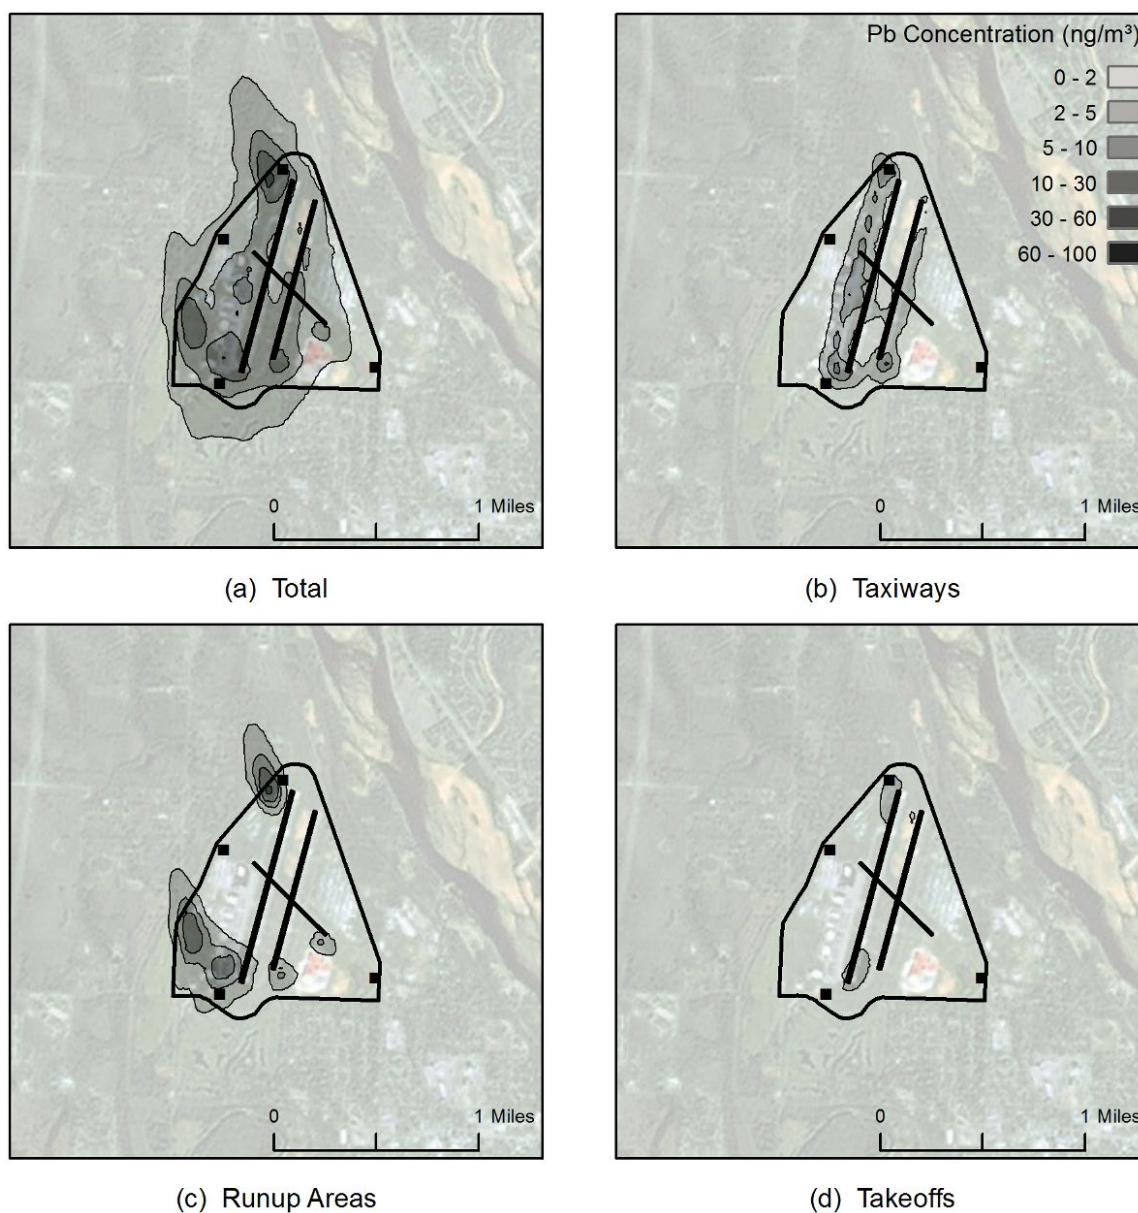 Pb Concentration (ng/m³)
0 - 2
2 - 5
5 - 10
10 - 30
30 - 60
60 - 100
0 1 Miles
0 1 Miles
(a) Total
(b) Taxiways
0 1 Miles
0 1 Miles
(c) Runup Areas
(d) Takeoffs